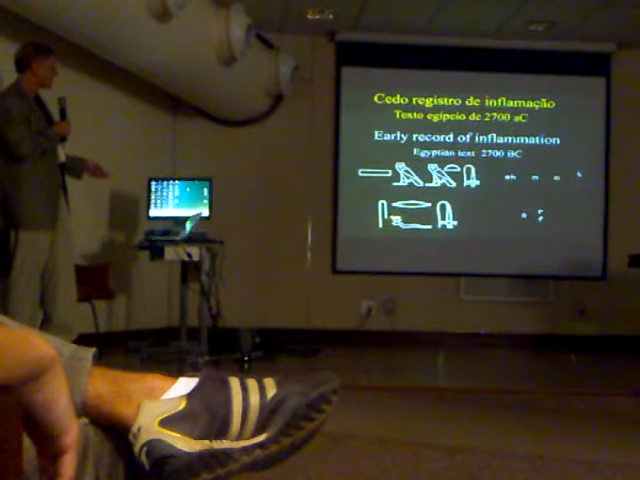 Cedo registro de inflamação
Texto egípcio de 2700 aC
Early record of inflammation
Egyptian text 2700 BC